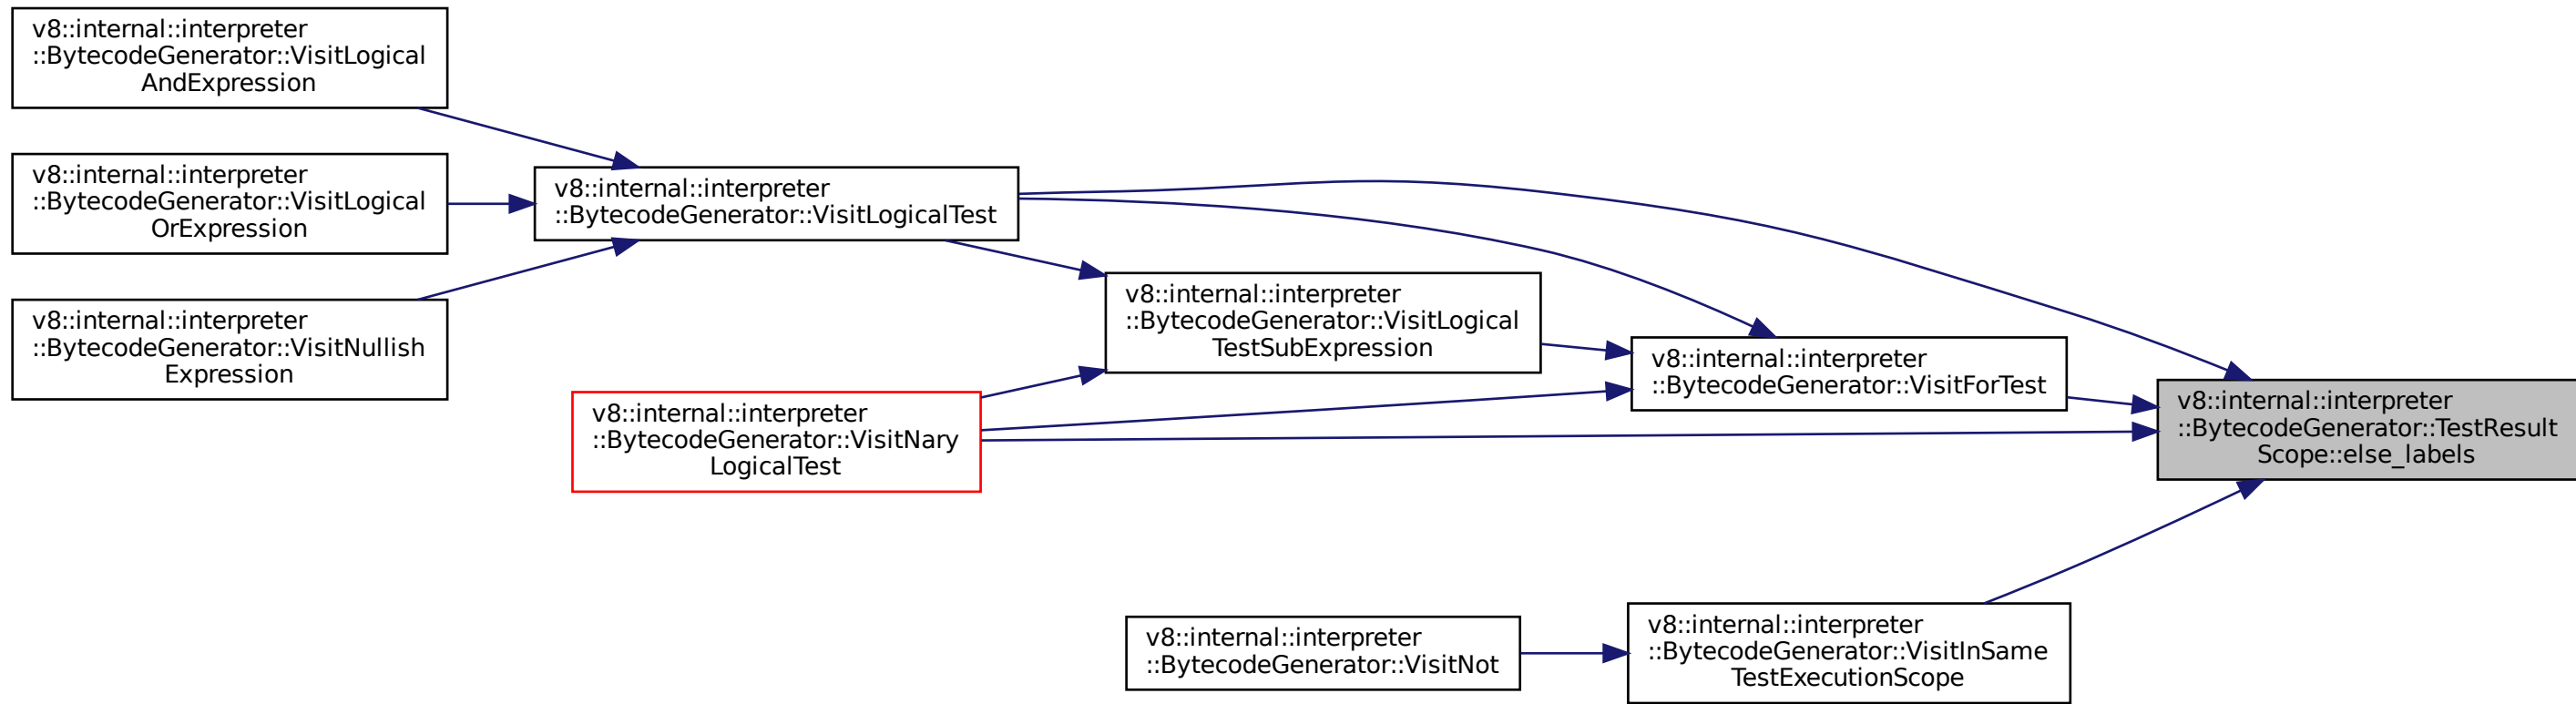 v8::internal::interpreter
::BytecodeGenerator::VisitLogical
AndExpression
v8::internal::interpreter
::BytecodeGenerator::VisitLogical
OrExpression
v8::internal::interpreter
::BytecodeGenerator::VisitNullish
Expression
v8::internal::interpreter
::BytecodeGenerator::VisitLogicalTest
v8::internal::interpreter
::BytecodeGenerator::VisitNary
LogicalTest
v8::internal::interpreter
::BytecodeGenerator::VisitLogical
TestSubExpression
v8::internal::interpreter
::BytecodeGenerator::VisitNot
v8::internal::interpreter
::BytecodeGenerator::VisitForTest
v8::internal::interpreter
::BytecodeGenerator::VisitInSame
TestExecutionScope
v8::internal::interpreter
::BytecodeGenerator::TestResult
Scope::else_labels